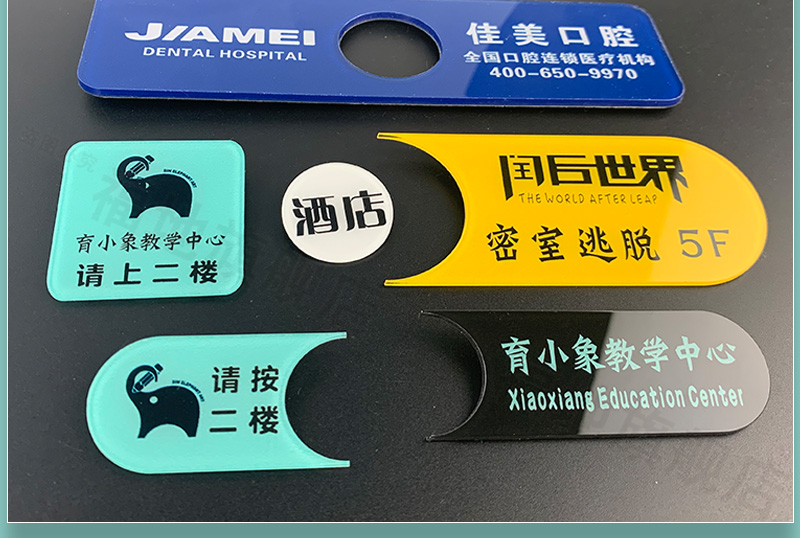 JIAMEI
DENTAL HOSPITAL
佳美口腔
全国口腔连锁医疗机构
400-650-9970
育小象教学中心
请上二楼
酒店
闰后世界
THE WORLD AFTER LEAP
密室逃脱 5F
请按
二楼
育小象教学中心
Xiaoxiang Education Center